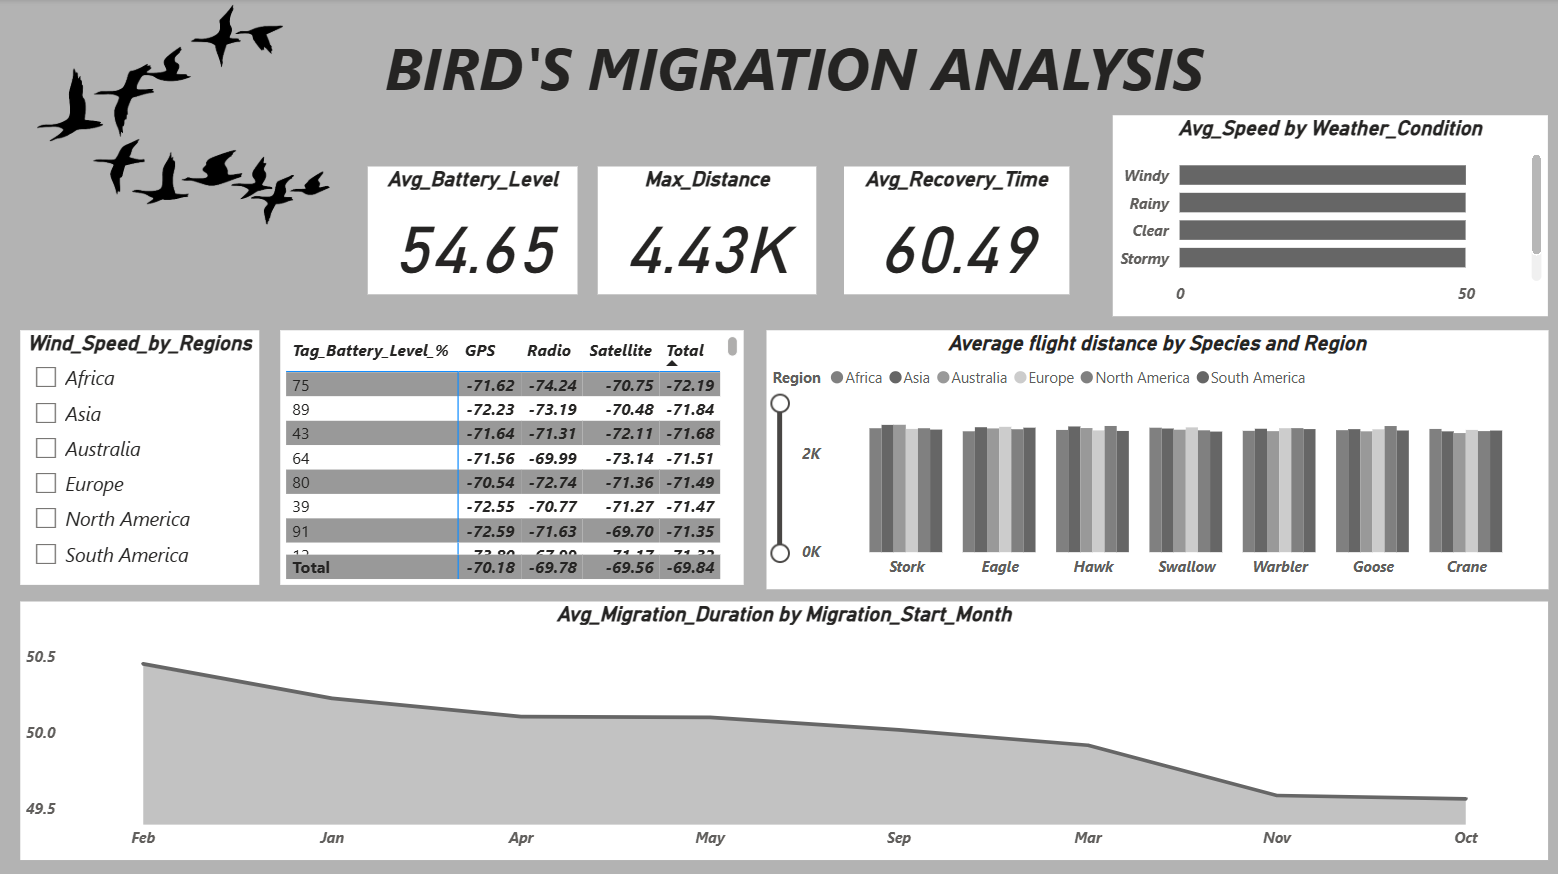 BIRD'S MIGRATION ANALYSIS
Avg_Battery_Level
54.65
Max_Distance
4.43K
Avg_Recovery_Time
60.49
Avg_Speed by Weather_Condition
Windy
Rainy
Clear
Stormy
0 50
Wind_Speed_by_Regions
Africa
Asia
Australia
Europe
North America
South America
Tag_Battery_Level_% GPS Radio Satellite Total
75 -71.62 -74.24 -70.75 -72.19
89 -72.23 -73.19 -70.48 -71.84
43 -71.64 -71.31 -72.11 -71.68
64 -71.56 -69.99 -73.14 -71.51
80 -70.54 -72.74 -71.36 -71.49
39 -72.55 -70.77 -71.27 -71.47
91 -72.59 -71.63 -69.70 -71.35
Total -70.18 -69.78 -69.56 -69.84
Average flight distance by Species and Region
Region Africa Asia Australia Europe North America South America
2K
0K
Stork Eagle Hawk Swallow Warbler Goose Crane
Avg_Migration_Duration by Migration_Start_Month
50.5
50.0
49.5
Feb Jan Apr May Sep Mar Nov Oct